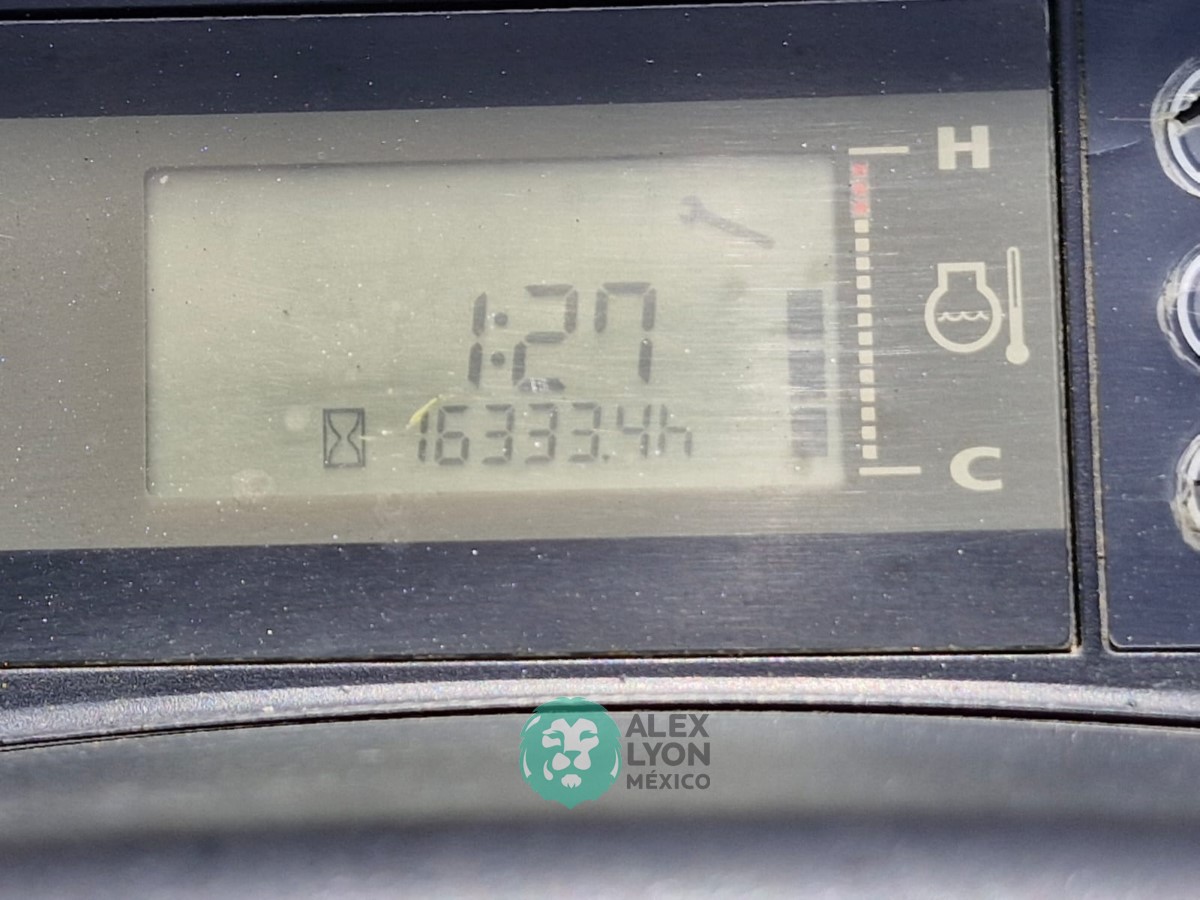 H
1:27
16333.4h
C
ALEX
LYON
MÉXICO